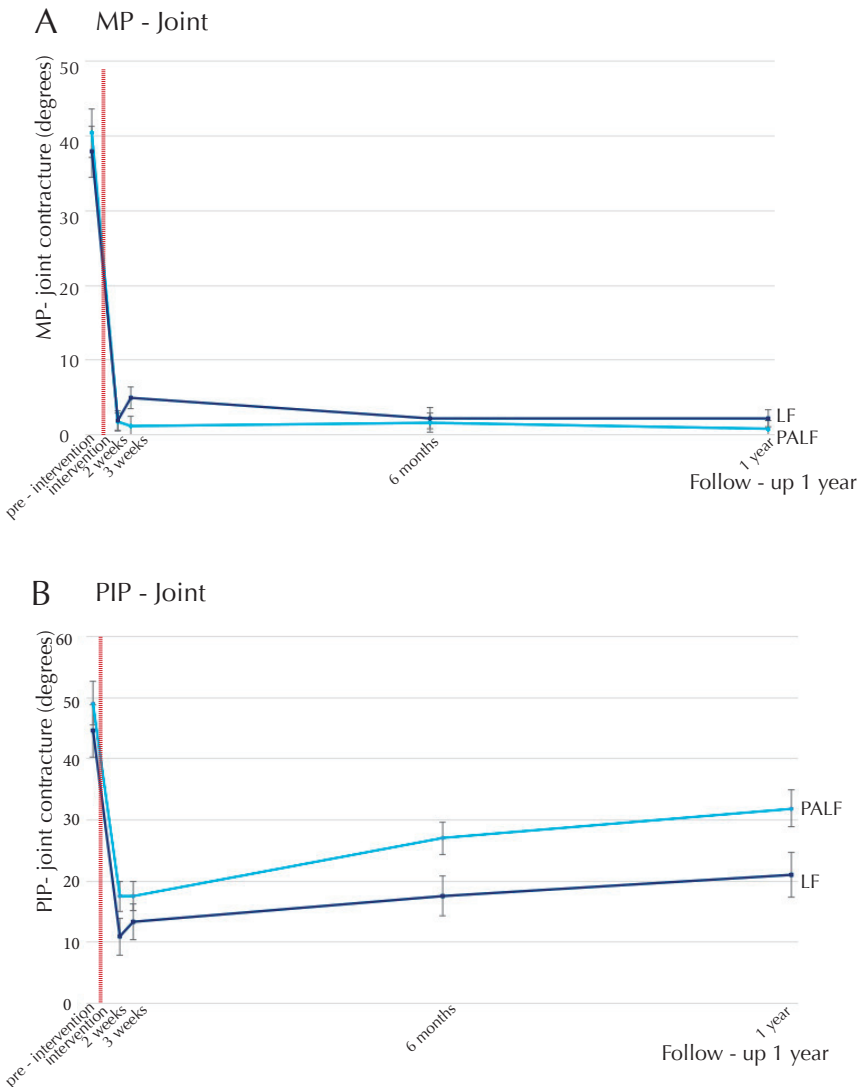 A MP - Joint
MP- joint contracture (degrees)
50
40
30
20
10
0
LF
PALF
pre - intervention
intervention
2 weeks
3 weeks
6 months
1 year
Follow - up 1 year
B PIP - Joint
PIP- joint contracture (degrees)
60
50
40
30
20
10
0
PALF
LF
pre - intervention
intervention
2 weeks
3 weeks
6 months
1 year
Follow - up 1 year